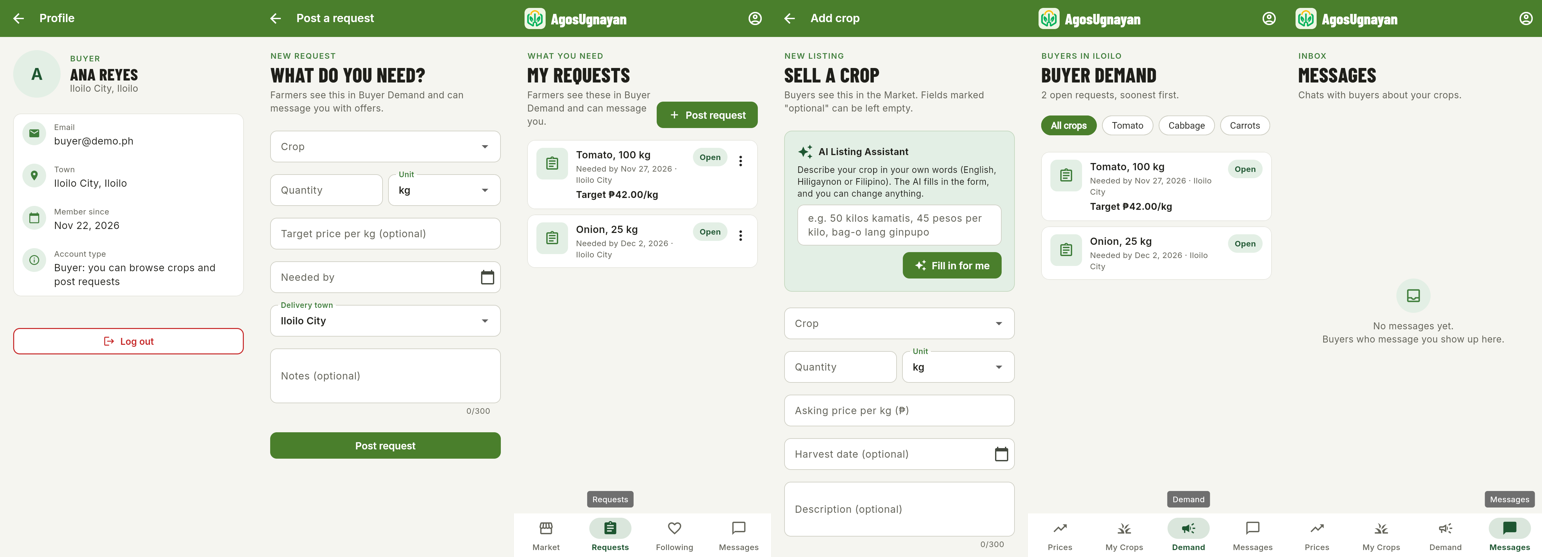 Profile
BUYER
A
ANA REYES
Iloilo City, Iloilo
Email
buyer@demo.ph
Town
Iloilo City, Iloilo
Member since
Nov 22, 2026
Account type
Buyer: you can browse crops and
post requests
Log out
Post a request
NEW REQUEST
WHAT DO YOU NEED?
Farmers see this in Buyer Demand and can
message you with offers.
Crop
Quantity
Unit
kg
Target price per kg (optional)
Needed by
Delivery town
Iloilo City
Notes (optional)
0/300
Post request
AgosUgnayan
WHAT YOU NEED
MY REQUESTS
Farmers see these in Buyer
Demand and can message
you.
+ Post request
Tomato, 100 kg
Open
Needed by Nov 27, 2026 ·
Iloilo City
Target ₱42.00/kg
Onion, 25 kg
Open
Needed by Dec 2, 2026 ·
Iloilo City
Requests
Market
Requests
Following
Messages
Add crop
NEW LISTING
SELL A CROP
Buyers see this in the Market. Fields marked
"optional" can be left empty.
AI Listing Assistant
Describe your crop in your own words (English,
Hiligaynon or Filipino). The AI fills in the form,
and you can change anything.
e.g. 50 kilos kamatis, 45 pesos per
kilo, bag-o lang ginpupo
Fill in for me
Crop
Quantity
Unit
kg
Asking price per kg (₱)
Harvest date (optional)
Description (optional)
0/300
AgosUgnayan
BUYERS IN ILOILO
BUYER DEMAND
2 open requests, soonest first.
All crops
Tomato
Cabbage
Carrots
Tomato, 100 kg
Open
Needed by Nov 27, 2026 · Iloilo
City
Target ₱42.00/kg
Onion, 25 kg
Open
Needed by Dec 2, 2026 · Iloilo
City
Demand
Prices
My Crops
Demand
Messages
AgosUgnayan
INBOX
MESSAGES
Chats with buyers about your crops.
No messages yet.
Buyers who message you show up here.
Messages
Prices
My Crops
Demand
Messages